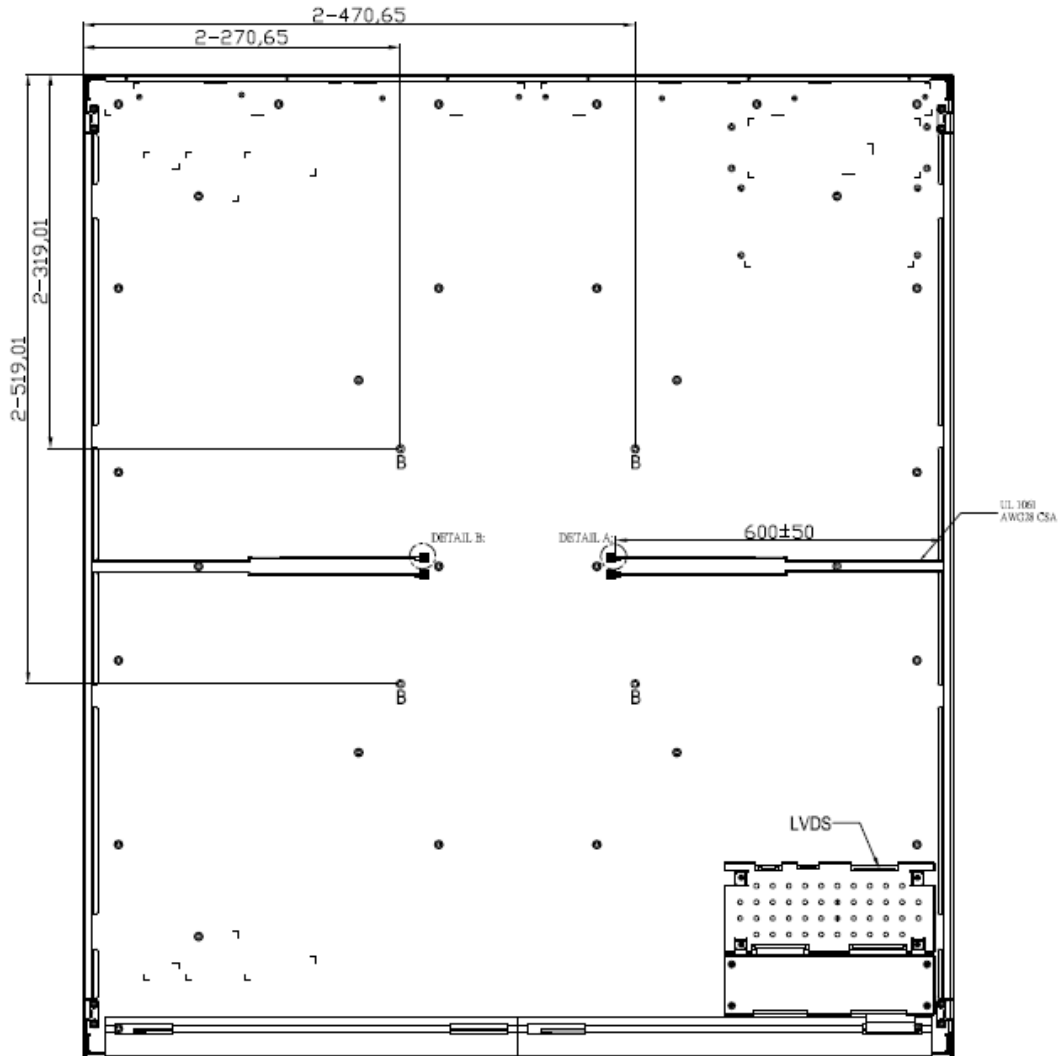 2-470,65
2-270,65
2-319,01
2-519,01
B
B
DETAIL B:
DETAIL A:
600±50
UL 1061
AWG28 CSA
B
B
LVDS